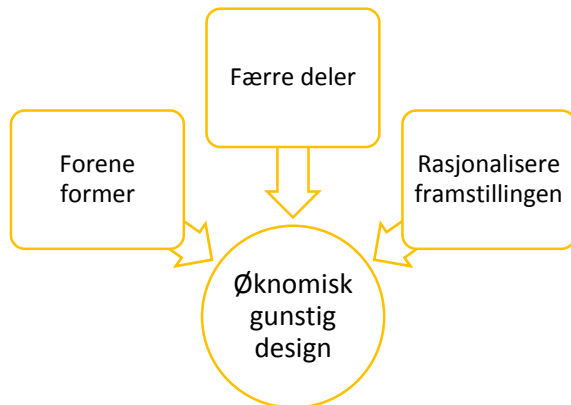 Færre deler
Forene
former
Rasjonalisere
framstillingen
Øknomisk
gunstig
design